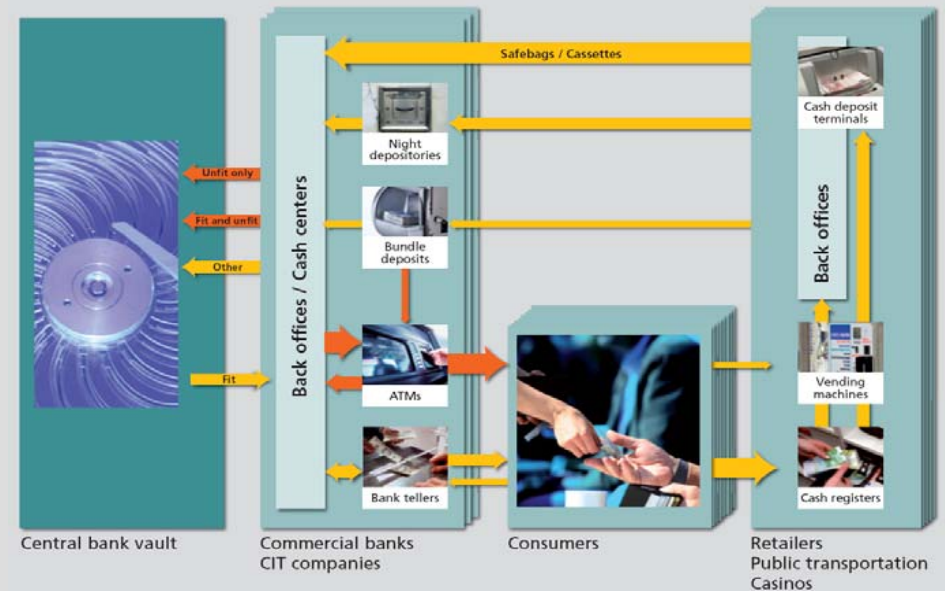 Safebags / Cassettes
Cash deposit
terminals
Night
depositories
Unfit only
Fit and unfit
Other
Fit
Back offices / Cash centers
Bundle
deposits
Back offices
ATMs
Vending
machines
Bank tellers
Cash registers
Central bank vault
Commercial banks
CIT companies
Consumers
Retailers
Public transportation
Casinos